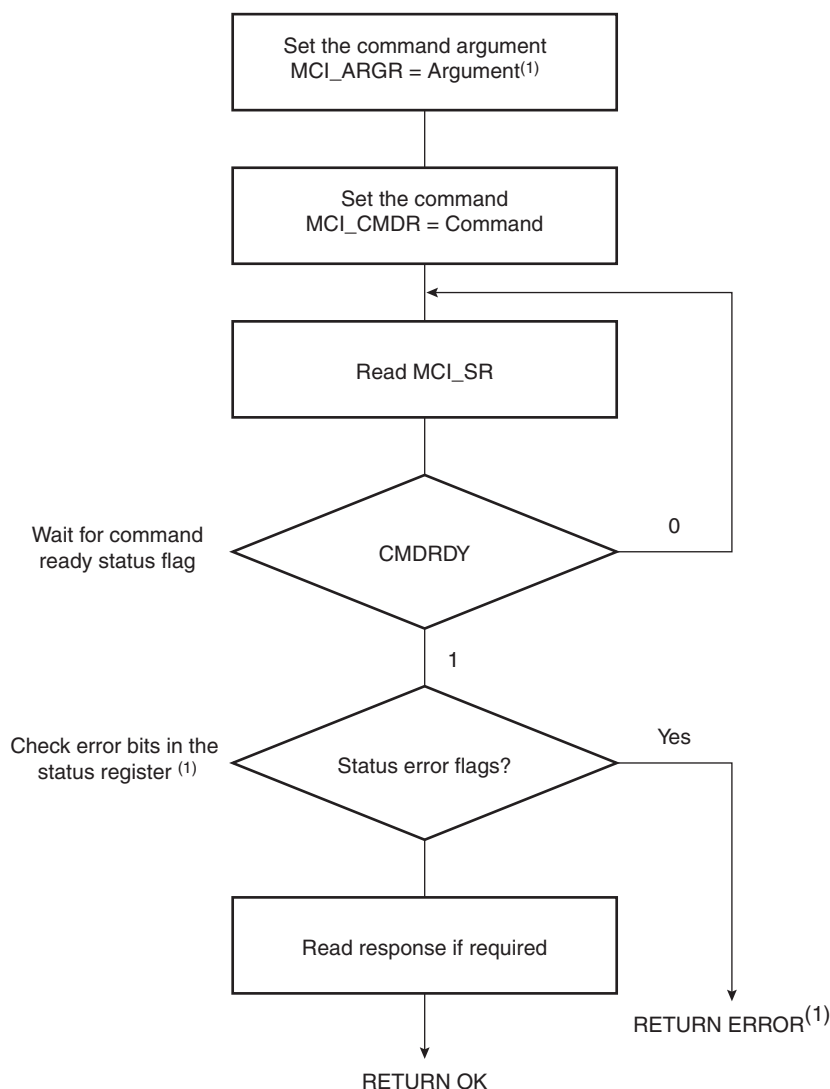 Set the command argument
MCI_ARGR = Argument(1)
Set the command
MCI_CMDR = Command
Read MCI_SR
Wait for command
ready status flag
CMDRDY
0
1
Check error bits in the
status register (1)
Status error flags?
Yes
Read response if required
RETURN ERROR(1)
RETURN OK